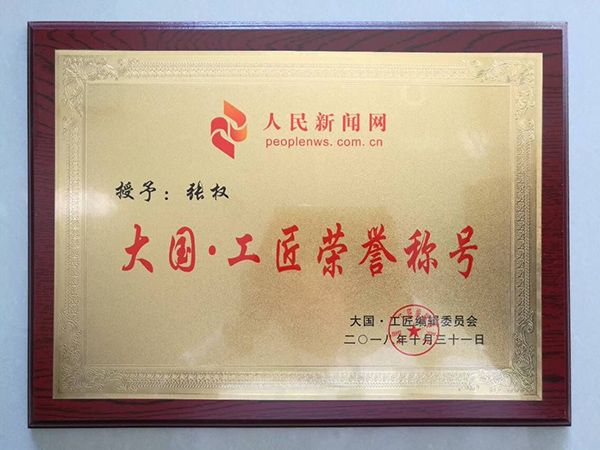 人民新闻网
peoplenws.com.cn
授予：张权
大国·工匠荣誉称号
大国·工匠编辑委员会
二〇一八年十月三十一日